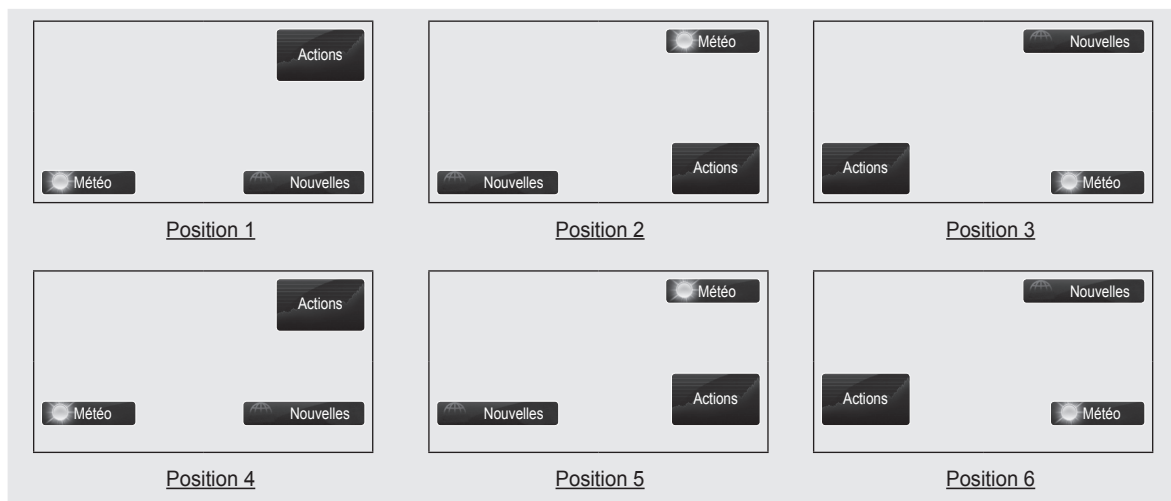 Actions
Météo
Nouvelles
Position 1
Météo
Nouvelles
Actions
Position 2
Nouvelles
Actions
Météo
Position 3
Actions
Météo
Nouvelles
Position 4
Météo
Nouvelles
Actions
Position 5
Nouvelles
Actions
Météo
Position 6